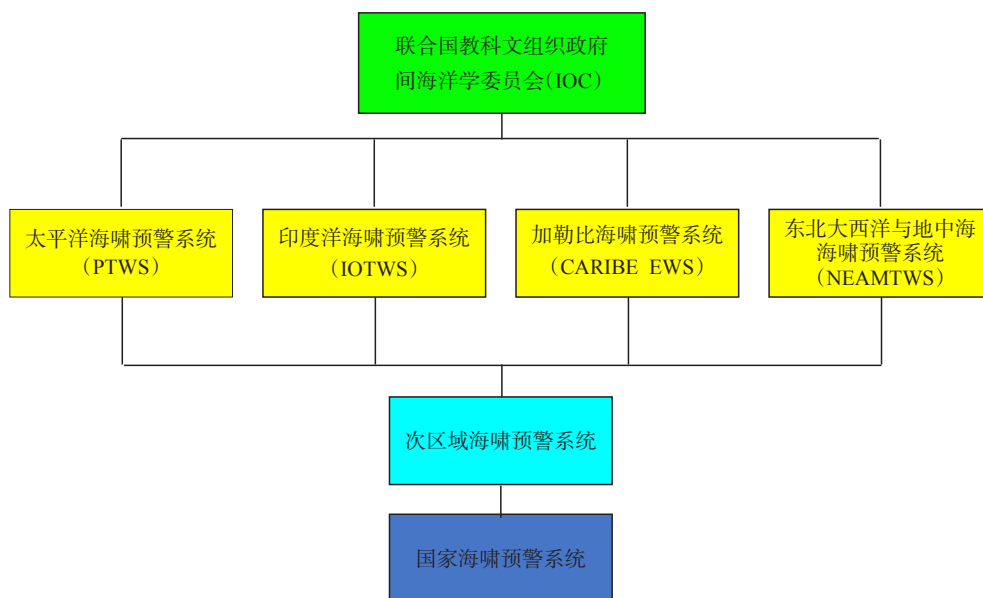 联合国教科文组织政府
间海洋学委员会(IOC)
太平洋海啸预警系统
(PTWS)
印度洋海啸预警系统
(IOTWS)
加勒比海啸预警系统
(CARIBE EWS)
东北大西洋与地中海
海啸预警系统
(NEAMTWS)
次区域海啸预警系统
国家海啸预警系统